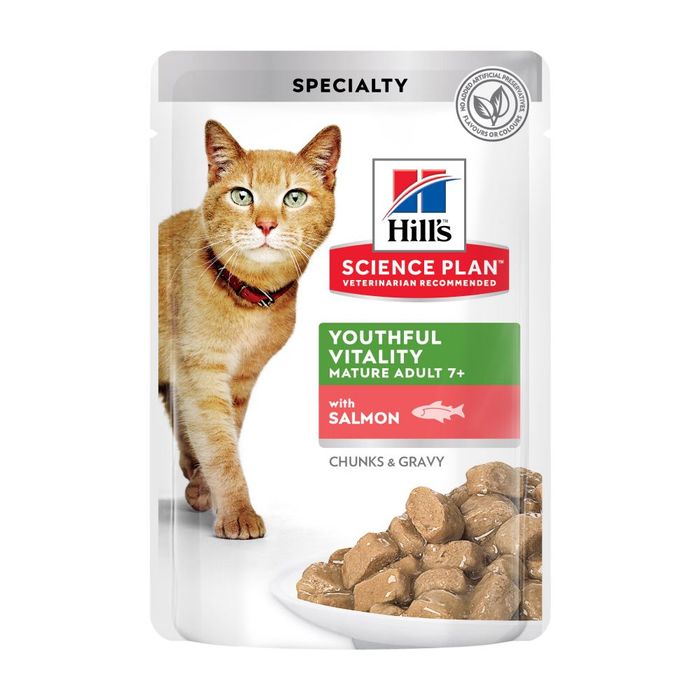 SPECIALTY
NO ADDED ARTIFICIAL PRESERVATIVES,
FLAVOURS OR COLOURS
Hill's™
SCIENCE PLAN™
VETERINARIAN RECOMMENDED
YOUTHFUL
VITALITY
MATURE ADULT 7+
with
SALMON
CHUNKS & GRAVY